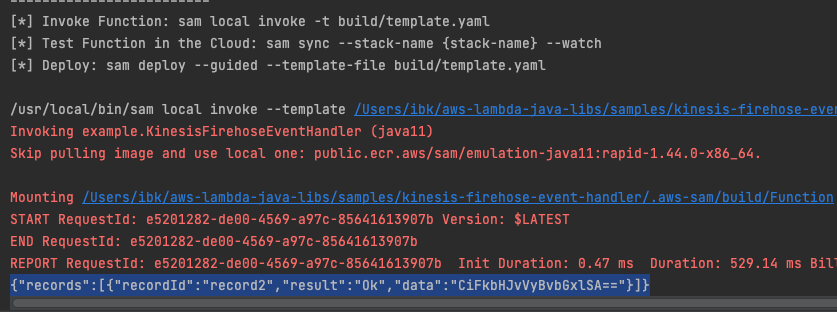 [*] Invoke Function: sam local invoke -t build/template.yaml
[*] Test Function in the Cloud: sam sync --stack-name {stack-name} --watch
[*] Deploy: sam deploy --guided --template-file build/template.yaml
/usr/local/bin/sam local invoke --template /Users/ibk/aws-lambda-java-libs/samples/kinesis-firehose-eve
Invoking example.KinesisFirehoseEventHandler (java11)
Skip pulling image and use local one: public.ecr.aws/sam/emulation-java11:rapid-1.44.0-x86_64.
Mounting /Users/ibk/aws-lambda-java-libs/samples/kinesis-firehose-event-handler/.aws-sam/build/Function
START RequestId: e5201282-de00-4569-a97c-85641613907b Version: $LATEST
END RequestId: e5201282-de00-4569-a97c-85641613907b
REPORT RequestId: e5201282-de00-4569-a97c-85641613907b  Init Duration: 0.47 ms  Duration: 529.14 ms Bil
{"records":[{"recordId":"record2","result":"Ok","data":"CiFkbHJvVyBvbGxlSA=="}]}